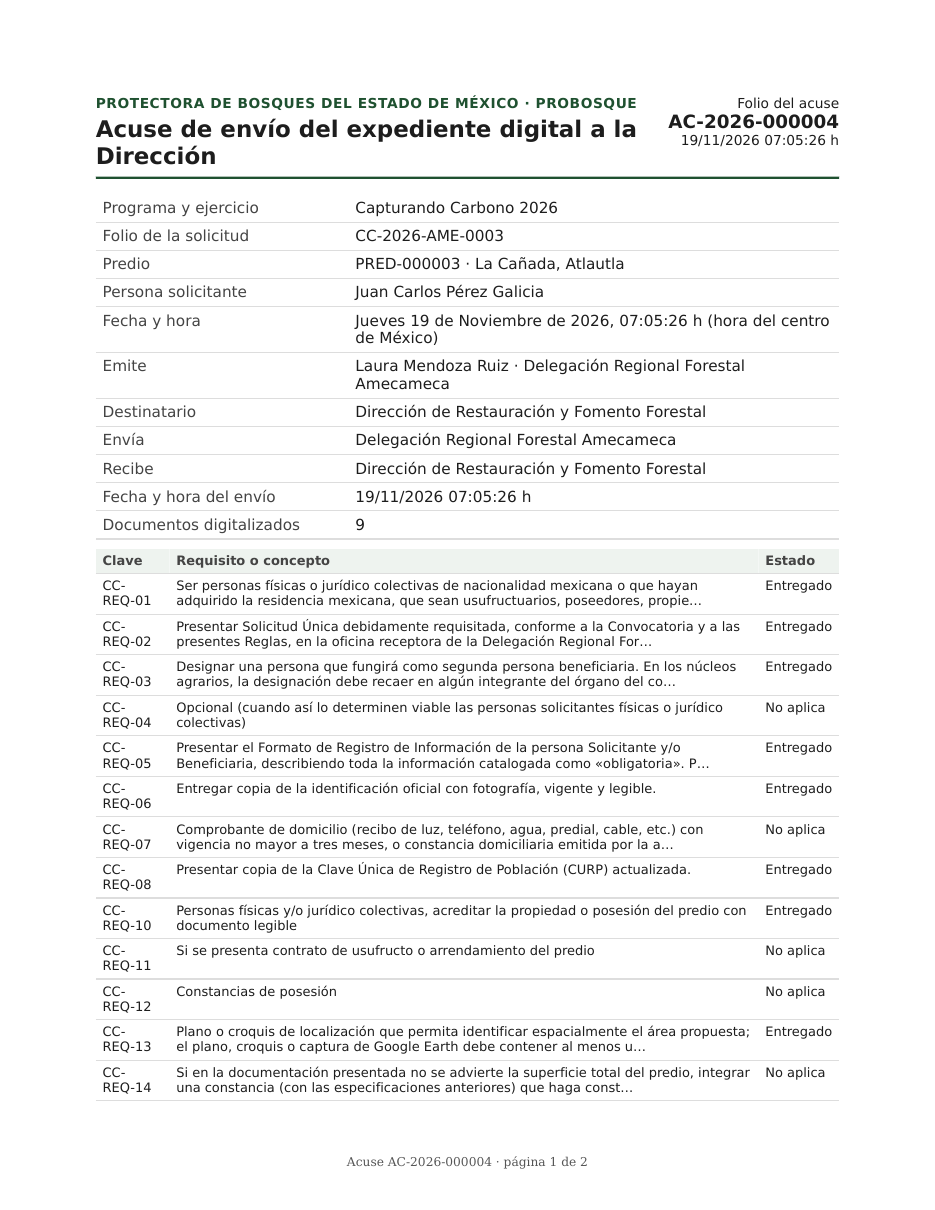 PROTECTORA DE BOSQUES DEL ESTADO DE MÉXICO · PROBOSQUE
Acuse de envío del expediente digital a la
Dirección
Folio del acuse
AC-2026-000004
19/11/2026 07:05:26 h
Programa y ejercicio Capturando Carbono 2026
Folio de la solicitud CC-2026-AME-0003
Predio PRED-000003 · La Cañada, Atlautla
Persona solicitante Juan Carlos Pérez Galicia
Fecha y hora Jueves 19 de Noviembre de 2026, 07:05:26 h (hora del centro
de México)
Emite Laura Mendoza Ruiz · Delegación Regional Forestal
Amecameca
Destinatario Dirección de Restauración y Fomento Forestal
Envía Delegación Regional Forestal Amecameca
Recibe Dirección de Restauración y Fomento Forestal
Fecha y hora del envío 19/11/2026 07:05:26 h
Documentos digitalizados 9
Clave Requisito o concepto Estado
CC- Ser personas físicas o jurídico colectivas de nacionalidad mexicana o que hayan Entregado
REQ-01 adquirido la residencia mexicana, que sean usufructuarios, poseedores, propie…
CC- Presentar Solicitud Única debidamente requisitada, conforme a la Convocatoria y a las Entregado
REQ-02 presentes Reglas, en la oficina receptora de la Delegación Regional For…
CC- Designar una persona que fungirá como segunda persona beneficiaria. En los núcleos Entregado
REQ-03 agrarios, la designación debe recaer en algún integrante del órgano del co…
CC- Opcional (cuando así lo determinen viable las personas solicitantes físicas o jurídico No aplica
REQ-04 colectivas)
CC- Presentar el Formato de Registro de Información de la persona Solicitante y/o Entregado
REQ-05 Beneficiaria, describiendo toda la información catalogada como «obligatoria». P…
CC- Entregar copia de la identificación oficial con fotografía, vigente y legible. Entregado
REQ-06
CC- Comprobante de domicilio (recibo de luz, teléfono, agua, predial, cable, etc.) con No aplica
REQ-07 vigencia no mayor a tres meses, o constancia domiciliaria emitida por la a…
CC- Presentar copia de la Clave Única de Registro de Población (CURP) actualizada. Entregado
REQ-08
CC- Personas físicas y/o jurídico colectivas, acreditar la propiedad o posesión del predio con Entregado
REQ-10 documento legible
CC- Si se presenta contrato de usufructo o arrendamiento del predio No aplica
REQ-11
CC- Constancias de posesión No aplica
REQ-12
CC- Plano o croquis de localización que permita identificar espacialmente el área propuesta; Entregado
REQ-13 el plano, croquis o captura de Google Earth debe contener al menos u…
CC- Si en la documentación presentada no se advierte la superficie total del predio, integrar No aplica
REQ-14 una constancia (con las especificaciones anteriores) que haga const…
Acuse AC-2026-000004 · página 1 de 2